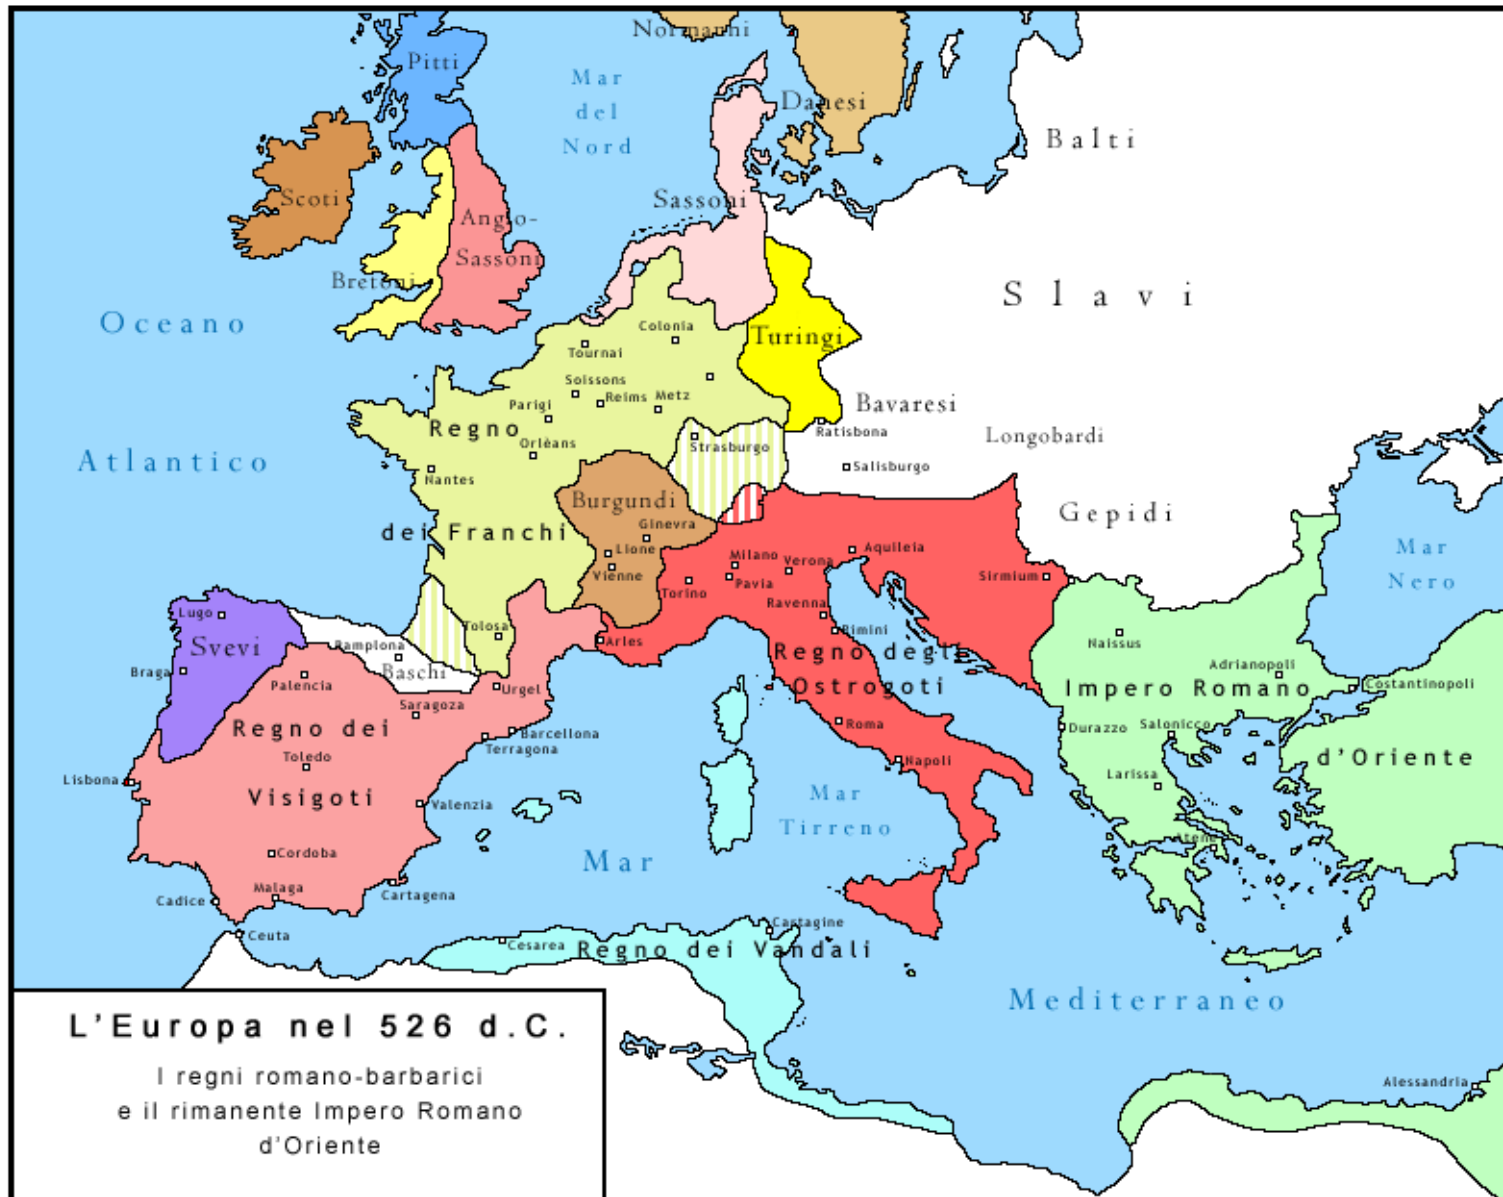 Normanni
Pitti
Mar
del
Nord
Danesi
Balti
Scoti
Sassoni
Anglo-
Sassoni
Bretoni
Slavi
Oceano
Atlantico
Colonia
Tournai
Turingi
Soissons
Reims
Metz
Parigi
Regno
Orlèans
Bavaresi
Ratisbona
Longobardi
Strasburgo
Salisburgo
Nantes
Burgundi
Gepidi
Ginevra
dei Franchi
Lione
Vienne
Milano
Verona
Aquileia
Pavia
Torino
Sirmium
Mar
Nero
Ravenna
Rimini
Lugo
Svevi
Tolosa
Arles
Naissus
Pamplona
Baschi
Regno degli
Ostrogoti
Braga
Palencia
Urgel
Adrianopoli
Costantinopoli
Impero Romano
Saragoza
Regno dei
Barcellona
Terragona
Roma
Durazzo
Salonicco
Toledo
Napoli
d'Oriente
Lisbona
Visigoti
Valenzia
Mar
Tirreno
Larissa
Atene
Cordoba
Mar
Malaga
Cadice
Cartagena
Ceuta
Castagine
Cesarea
Regno dei Vandali
Mediterraneo
Alessandria
L'Europa nel 526 d.C.
I regni romano-barbarici
e il rimanente Impero Romano
d'Oriente